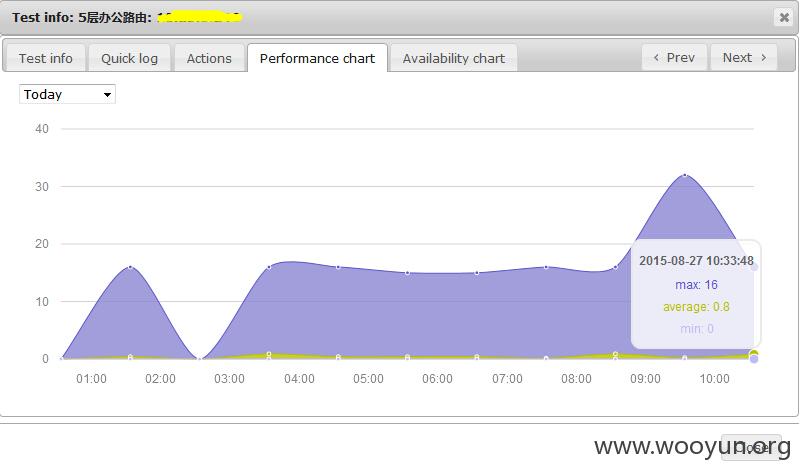 Test info: 5层办公路由:
Test info Quick log Actions Performance chart Availability chart ‹ Prev Next ›
Today
40
30
20
10
0
2015-08-27 10:33:48
max: 16
average: 0.8
min: 0
01:00 02:00 03:00 04:00 05:00 06:00 07:00 08:00 09:00 10:00
Close
www.wooyun.org